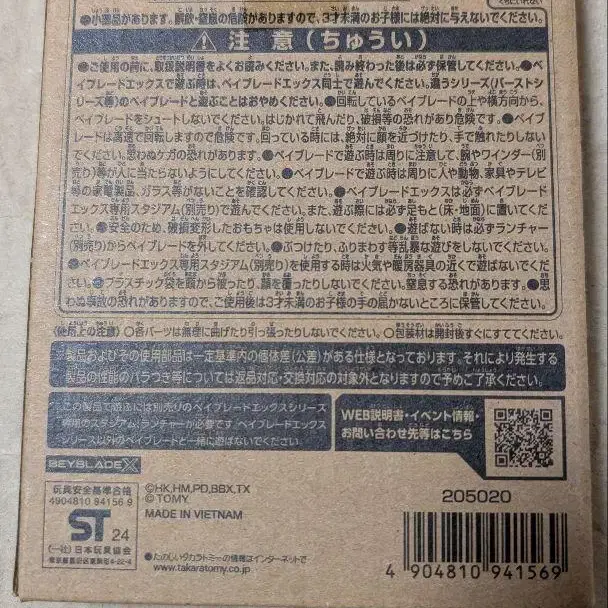 ●小部品があります。誤飲・窒息の危険がありますので、3才未満のお子様には絶対に与えないでください。
⚠ 注 意 (ちゅうい)
●ご使用の前に、取扱説明書をよくお読みください。また、読み終わった後は必ず保管してください。●ベ
イブレードエックスで遊ぶ時は、ベイブレードエックス同士で遊んでください。違うシリーズ(バーストシ
リーズ等)のベイブレードと遊ぶことはおやめください。●回転しているベイブレードの上や横方向から、
ベイブレードをシュートしないでください。はじかれて飛んだり、破損等の恐れがあり危険です。●ベイブ
レードは高速で回転しますので危険です。回っている時には、絶対に顔を近づけたり、手で触れたりしない
でください。思わぬケガの恐れがあります。●ベイブレードで遊ぶ時は周りに注意して、腕やワインダー(別
売り)等が人に当たらないようにしてください。●ベイブレードで遊ぶ時は周りに人や動物、家具やテレビ
等の家電製品、ガラス等がないことを確認してください。●ベイブレードエックスは必ずベイブレード
エックス専用スタジアム(別売り)で遊んでください。また、遊ぶ際には必ず足もと(床・地面)に置いてく
ださい。●安全のため、破損変形したおもちゃは使用しないでください。●遊ばない時は必ずランチャー
(別売り)からベイブレードを外してください。●ぶつけたり、ふりまわす等乱暴な遊びをしないでください。
●ベイブレードエックス専用スタジアム(別売り)を使用する時は火気や暖房器具の近くで遊ばないでくだ
さい。●プラスチック袋を頭から被ったり、顔を覆ったりしないでください。窒息する恐れがあります。●思
わぬ事故の恐れがありますので、ご使用後は3才未満のお子様の手の届かないところに保管してください。
《使用上の注意》 ○各パーツは無理に曲げたり引っ張ったりしないでください。○包装材は開封後すぐにすててください。
製品およびその使用部品は一定基準内の個体差(公差)がある仕様となっております。それにより発生する
製品の性能のバラつき等については返品対応・交換対応の対象外となりますので予めご了承ください。
この製品で遊ぶには別売りのベイブレードエックスシリーズ
専用のスタジアム、ランチャーが必要です。ベイブレードエックス
シリーズ以外のベイブレードと一緒に遊ばないでください。
WEB説明書・イベント情報・
お問い合わせ先等はこちら
BEYBLADE X
玩具安全基準合格
4904810 94156 9
ST 24
(一社)日本玩具協会
東京都墨田区東駒形4-22-4
©HK,HM,PD,BBX,TX
© TOMY
MADE IN VIETNAM
●たのしいタカラトミーの情報はインターネットで
www.takaratomy.co.jp
205020
4 904810 941569